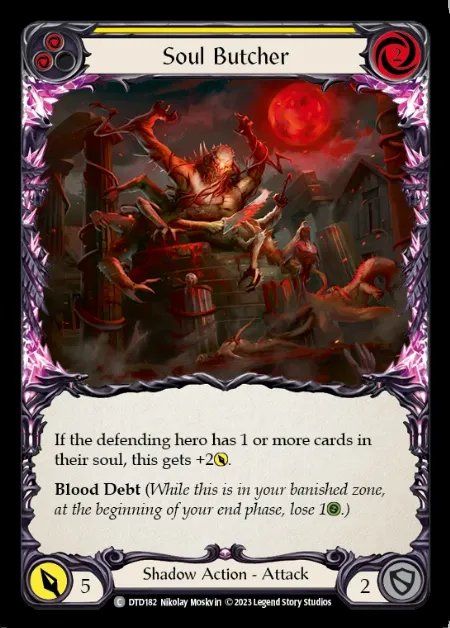 Soul Butcher
2
If the defending hero has 1 or more cards in
their soul, this gets +2.
Blood Debt (While this is in your banished zone,
at the beginning of your end phase, lose 1.)
5
Shadow Action - Attack
2
C DTD182 Nikolay Moskvin © 2023 Legend Story Studios